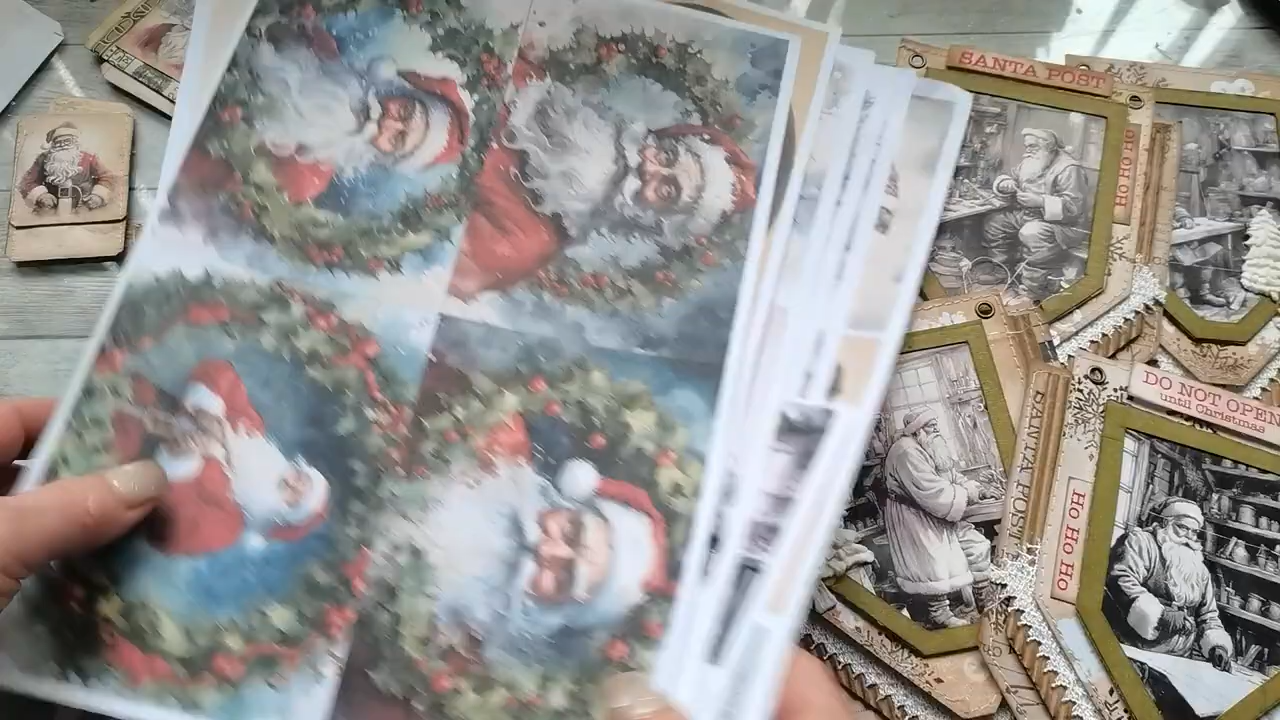 SANTA POST
HO HO HO
DO NOT OPEN
until Christmas
SANTA POST
Ho Ho Ho